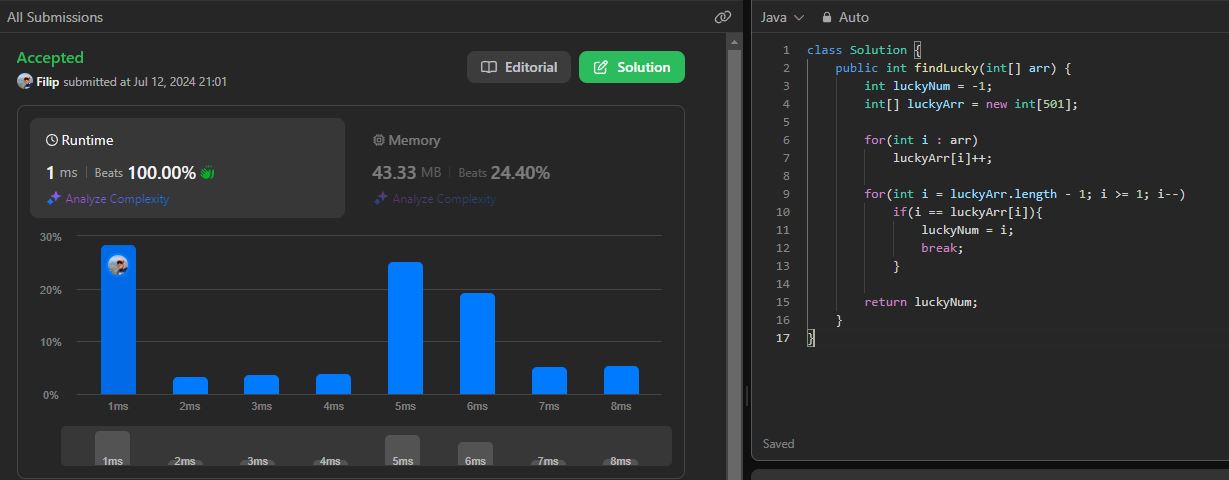 All Submissions
Accepted
Filip submitted at Jul 12, 2024 21:01
Editorial
Solution
Runtime
1 ms | Beats 100.00%
Analyze Complexity
Memory
43.33 MB | Beats 24.40%
Analyze Complexity
30%
20%
10%
0%
1ms 2ms 3ms 4ms 5ms 6ms 7ms 8ms
1ms 2ms 3ms 4ms 5ms 6ms 7ms 8ms
Java Auto
1 class Solution {
2 public int findLucky(int[] arr) {
3 int luckyNum = -1;
4 int[] luckyArr = new int[501];
5
6 for(int i : arr)
7 luckyArr[i]++;
8
9 for(int i = luckyArr.length - 1; i >= 1; i--)
10 if(i == luckyArr[i]){
11 luckyNum = i;
12 break;
13 }
14
15 return luckyNum;
16 }
17 }
Saved